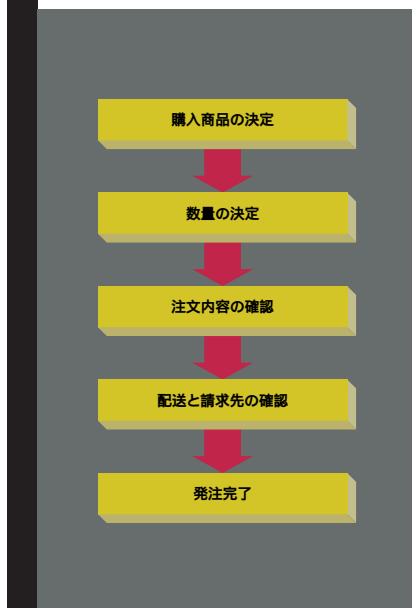 購入商品の決定
数量の決定
注文内容の確認
配送と請求先の確認
発注完了